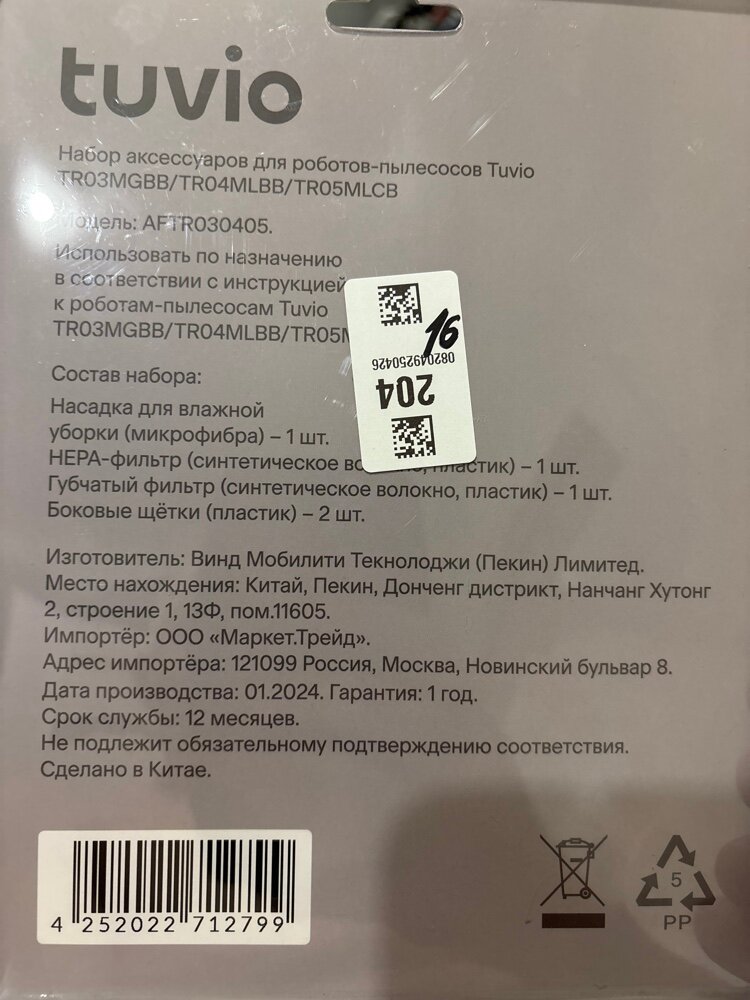 tuvio
Набор аксессуаров для роботов-пылесосов Tuvio
TR03MGBB/TR04MLBB/TR05MLCB
Модель: AFTR030405.
Использовать по назначению
в соответствии с инструкцией
к роботам-пылесосам Tuvio
TR03MGBB/TR04MLBB/TR05M
16
082049250426
204
Состав набора:
Насадка для влажной
уборки (микрофибра) – 1 шт.
HEPA-фильтр (синтетическое волокно, пластик) – 1 шт.
Губчатый фильтр (синтетическое волокно, пластик) – 1 шт.
Боковые щётки (пластик) – 2 шт.
Изготовитель: Винд Мобилити Текнолоджи (Пекин) Лимитед.
Место нахождения: Китай, Пекин, Донченг дистрикт, Нанчанг Хутонг
2, строение 1, 13Ф, пом.11605.
Импортёр: ООО «Маркет.Трейд».
Адрес импортёра: 121099 Россия, Москва, Новинский бульвар 8.
Дата производства: 01.2024. Гарантия: 1 год.
Срок службы: 12 месяцев.
Не подлежит обязательному подтверждению соответствия.
Сделано в Китае.
4 252022 712799
5
PP